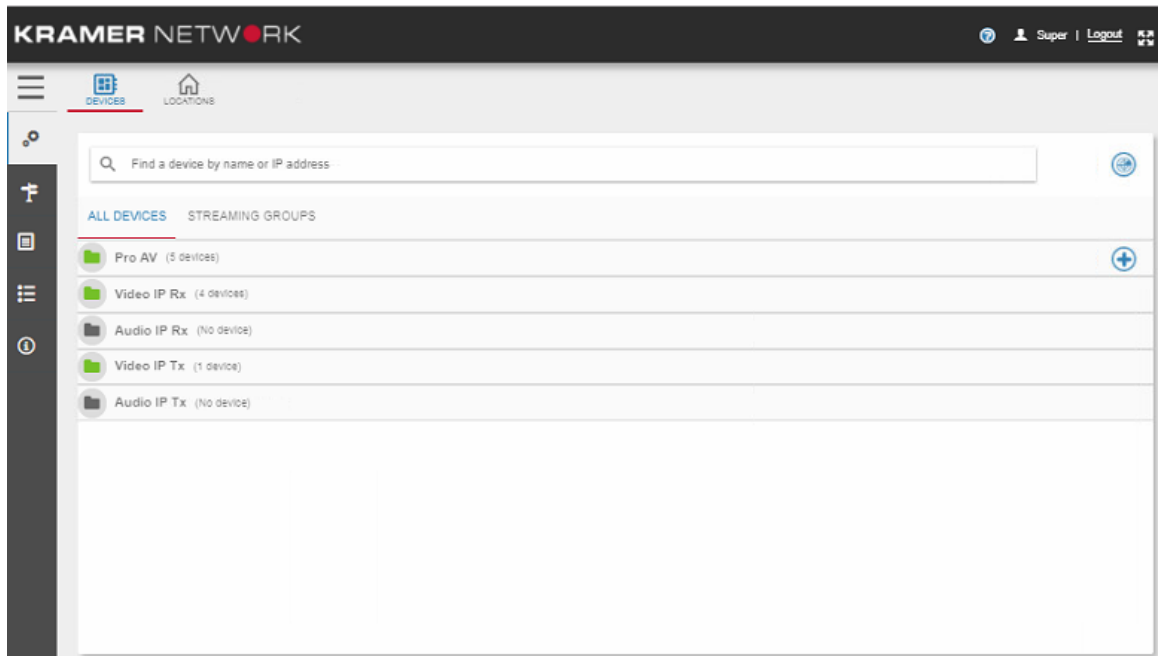 KRAMER NETWORK
Super | Logout
DEVICES
LOCATIONS
Find a device by name or IP address
ALL DEVICES STREAMING GROUPS
Pro AV (5 devices)
Video IP Rx (4 devices)
Audio IP Rx (No device)
Video IP Tx (1 device)
Audio IP Tx (No device)